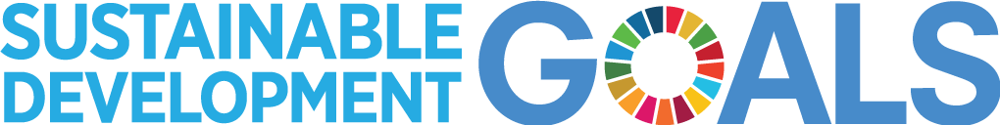 SUSTAINABLE
DEVELOPMENT
GOALS